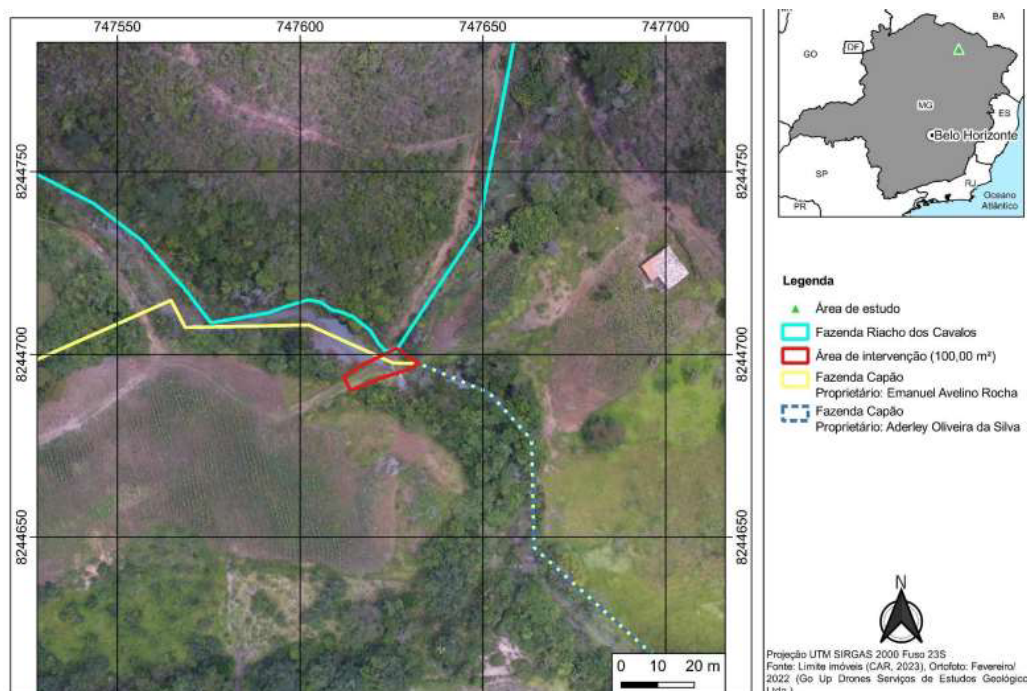 747550
747600
747650
747700
8244750
8244750
8244700
8244700
8244650
8244650
0 10 20 m
BA
GO
DF
MG
ES
Belo Horizonte
SP
RJ
PR
Oceano
Atlântico
Legenda
Área de estudo
Fazenda Riacho dos Cavalos
Área de intervenção (100,00 m²)
Fazenda Capão
Proprietário: Emanuel Avelino Rocha
Fazenda Capão
Proprietário: Aderley Oliveira da Silva
N
Projeção UTM SIRGAS 2000 Fuso 23S
Fonte: Limite imóveis (CAR, 2023), Ortofoto: Fevereiro/
2022 (Go Up Drones Serviços de Estudos Geológico
Ltda.)